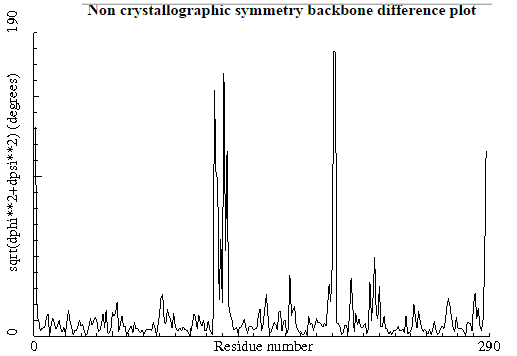 Non crystallographic symmetry backbone difference plot
190
sqrt(dphi**2+dpsi**2) (degrees)
0
0
Residue number
290